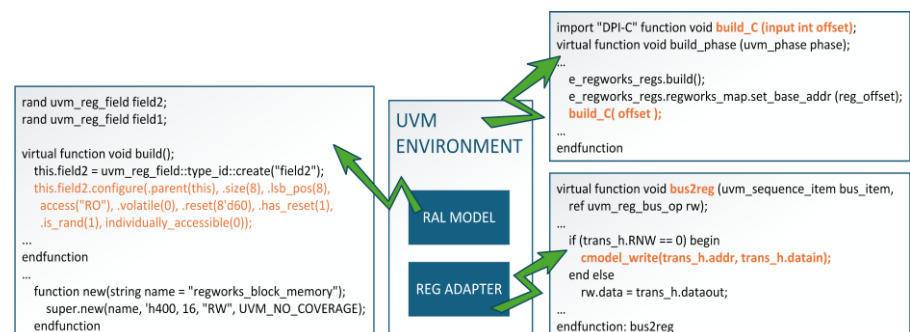 import "DPI-C" function void build_C (input int offset);
virtual function void build_phase (uvm_phase phase);
...
e_regworks_regs.build();
e_regworks_regs.regworks_map.set_base_addr (reg_offset);
build_C( offset );
...
endfunction
rand uvm_reg_field field2;
rand uvm_reg_field field1;
virtual function void build();
this.field2 = uvm_reg_field::type_id::create("field2");
this.field2.configure(.parent(this), .size(8), .lsb_pos(8),
access("RO"), .volatile(0), .reset(8'd60), .has_reset(1),
.is_rand(1), individually_accessible(0));
...
endfunction
...
function new(string name = "regworks_block_memory");
super.new(name, 'h400, 16, "RW", UVM_NO_COVERAGE);
endfunction
UVM
ENVIRONMENT
RAL MODEL
REG ADAPTER
virtual function void bus2reg (uvm_sequence_item bus_item,
ref uvm_reg_bus_op rw);
...
if (trans_h.RNW == 0) begin
cmodel_write(trans_h.addr, trans_h.datain);
end else
rw.data = trans_h.dataout;
...
endfunction: bus2reg